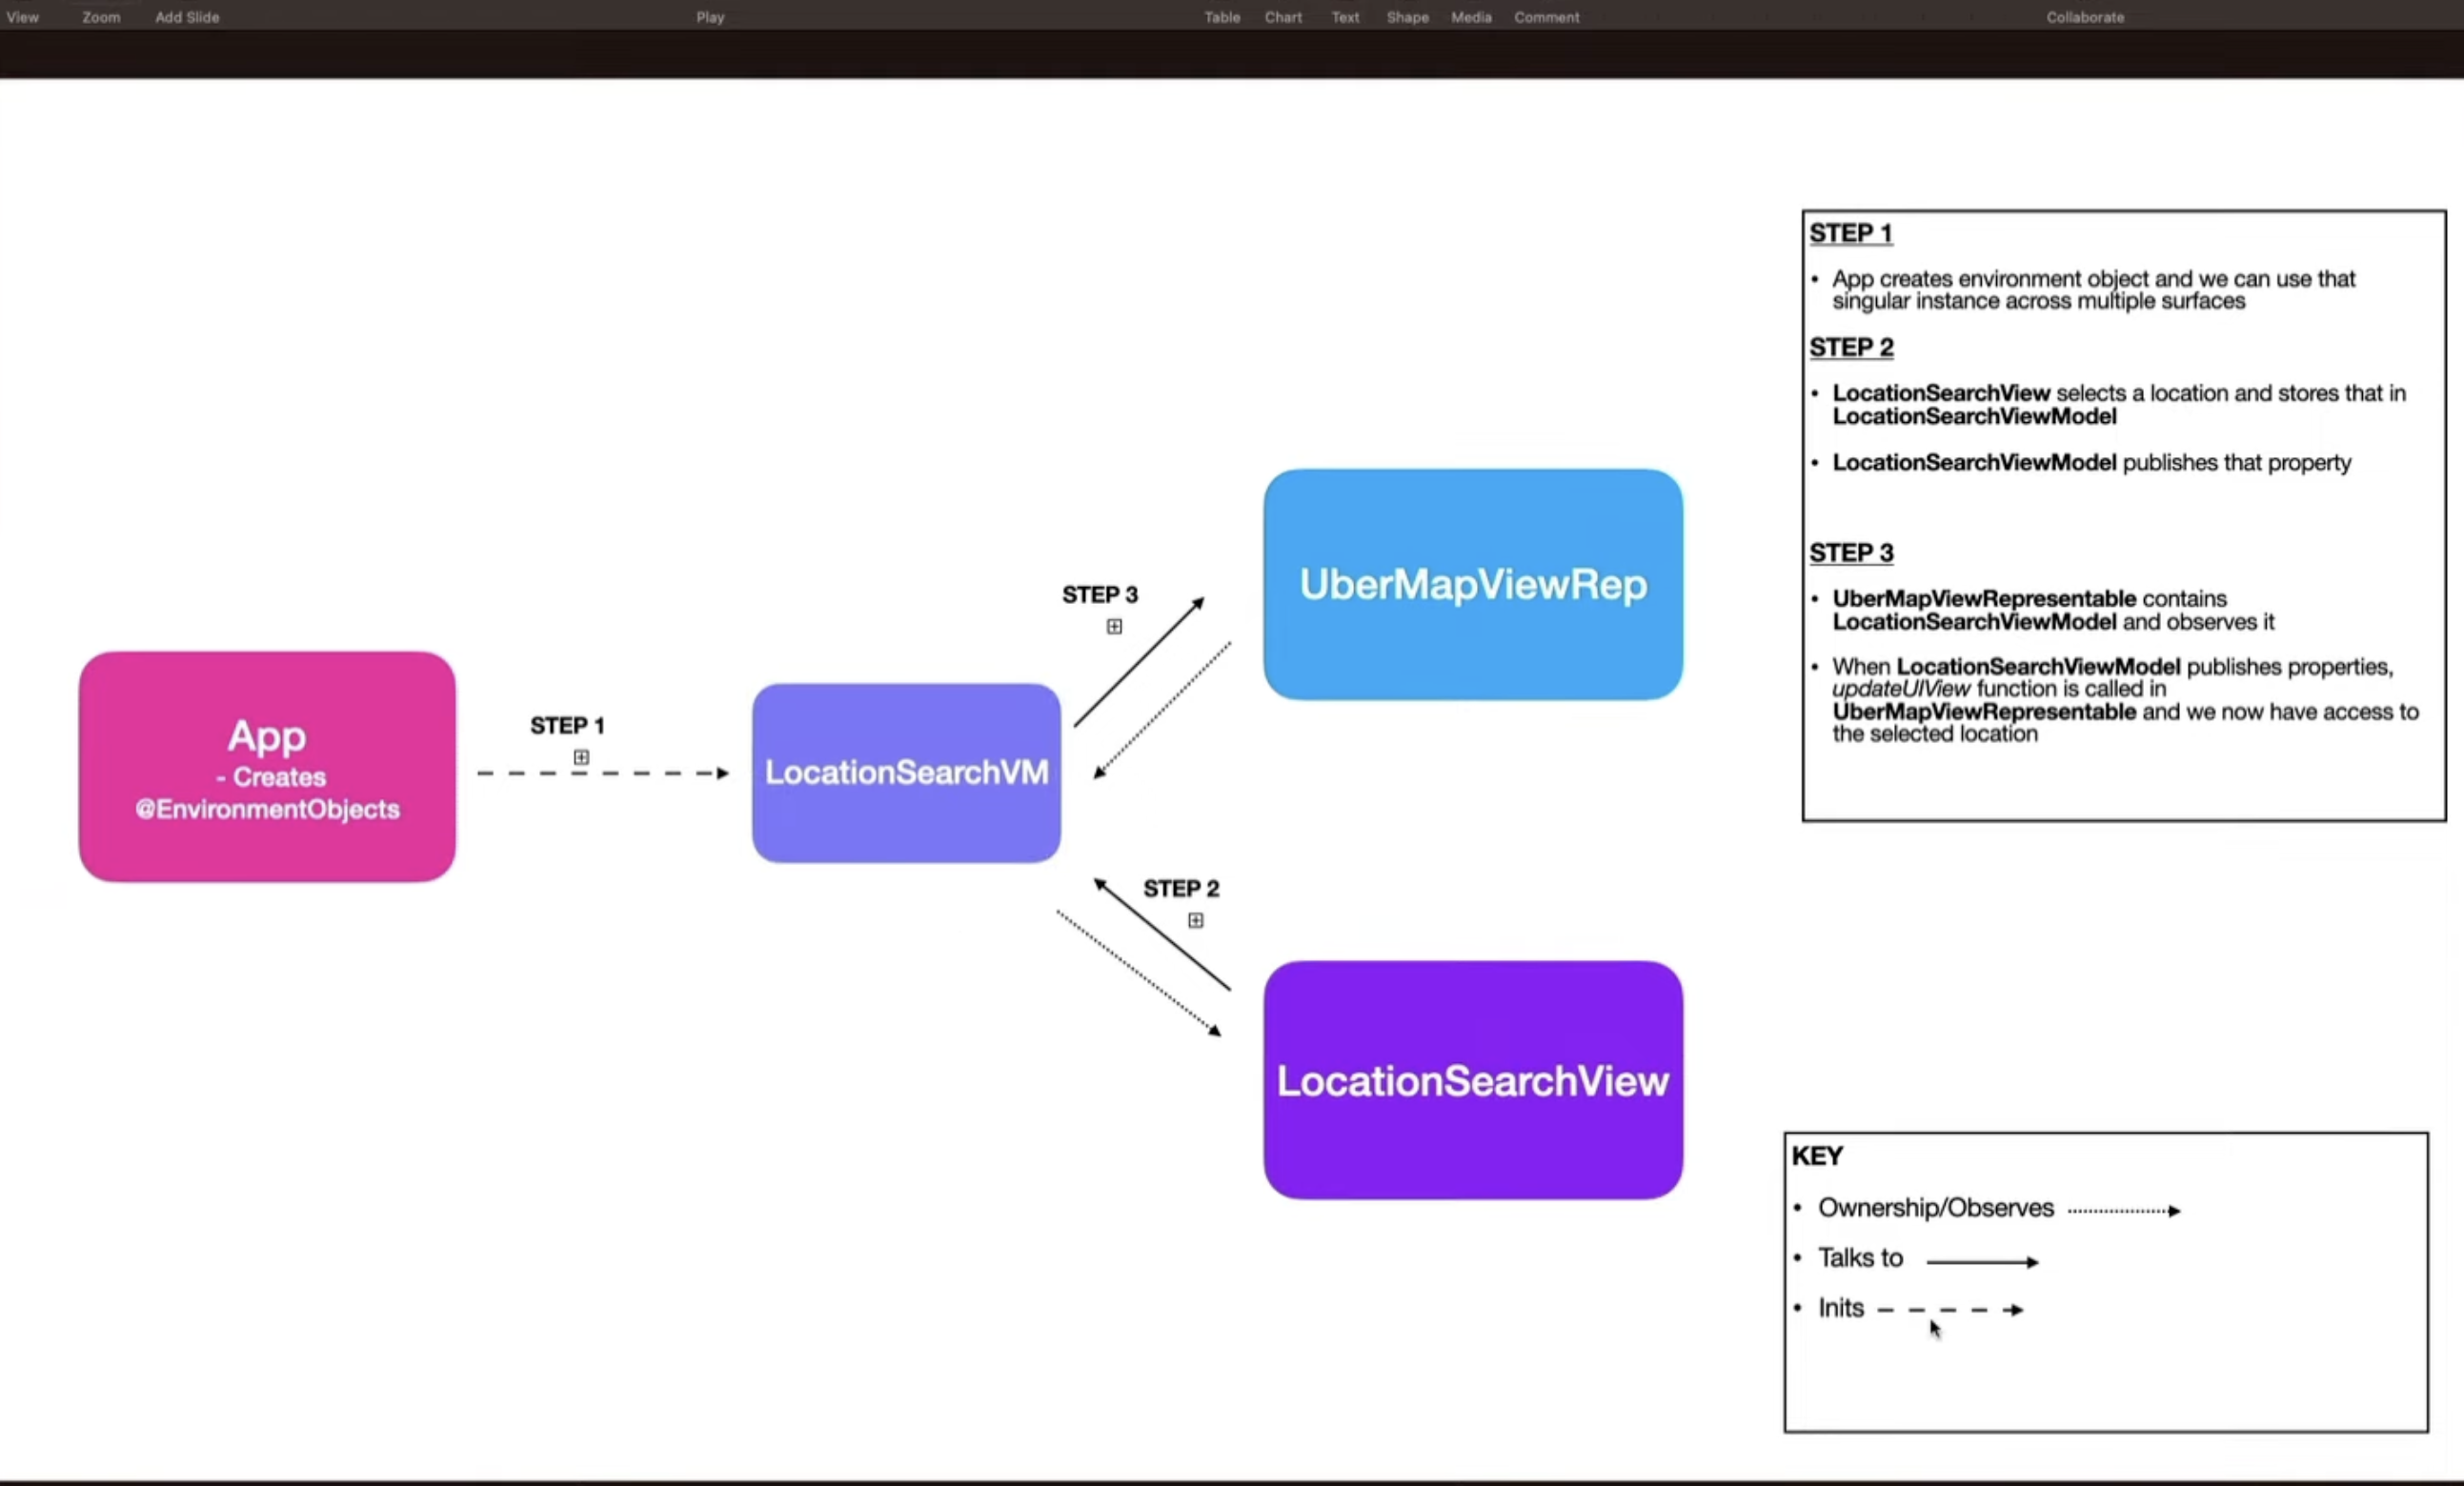 View Zoom Add Slide Play Table Chart Text Shape Media Comment Collaborate
App
- Creates
@EnvironmentObjects
STEP 1
LocationSearchVM
STEP 3
UberMapViewRep
STEP 2
LocationSearchView
STEP 1
• App creates environment object and we can use that
singular instance across multiple surfaces
STEP 2
• LocationSearchView selects a location and stores that in
LocationSearchViewModel
• LocationSearchViewModel publishes that property
STEP 3
• UberMapViewRepresentable contains
LocationSearchViewModel and observes it
• When LocationSearchViewModel publishes properties,
updateUIView function is called in
UberMapViewRepresentable and we now have access to
the selected location
KEY
• Ownership/Observes
• Talks to
• Inits